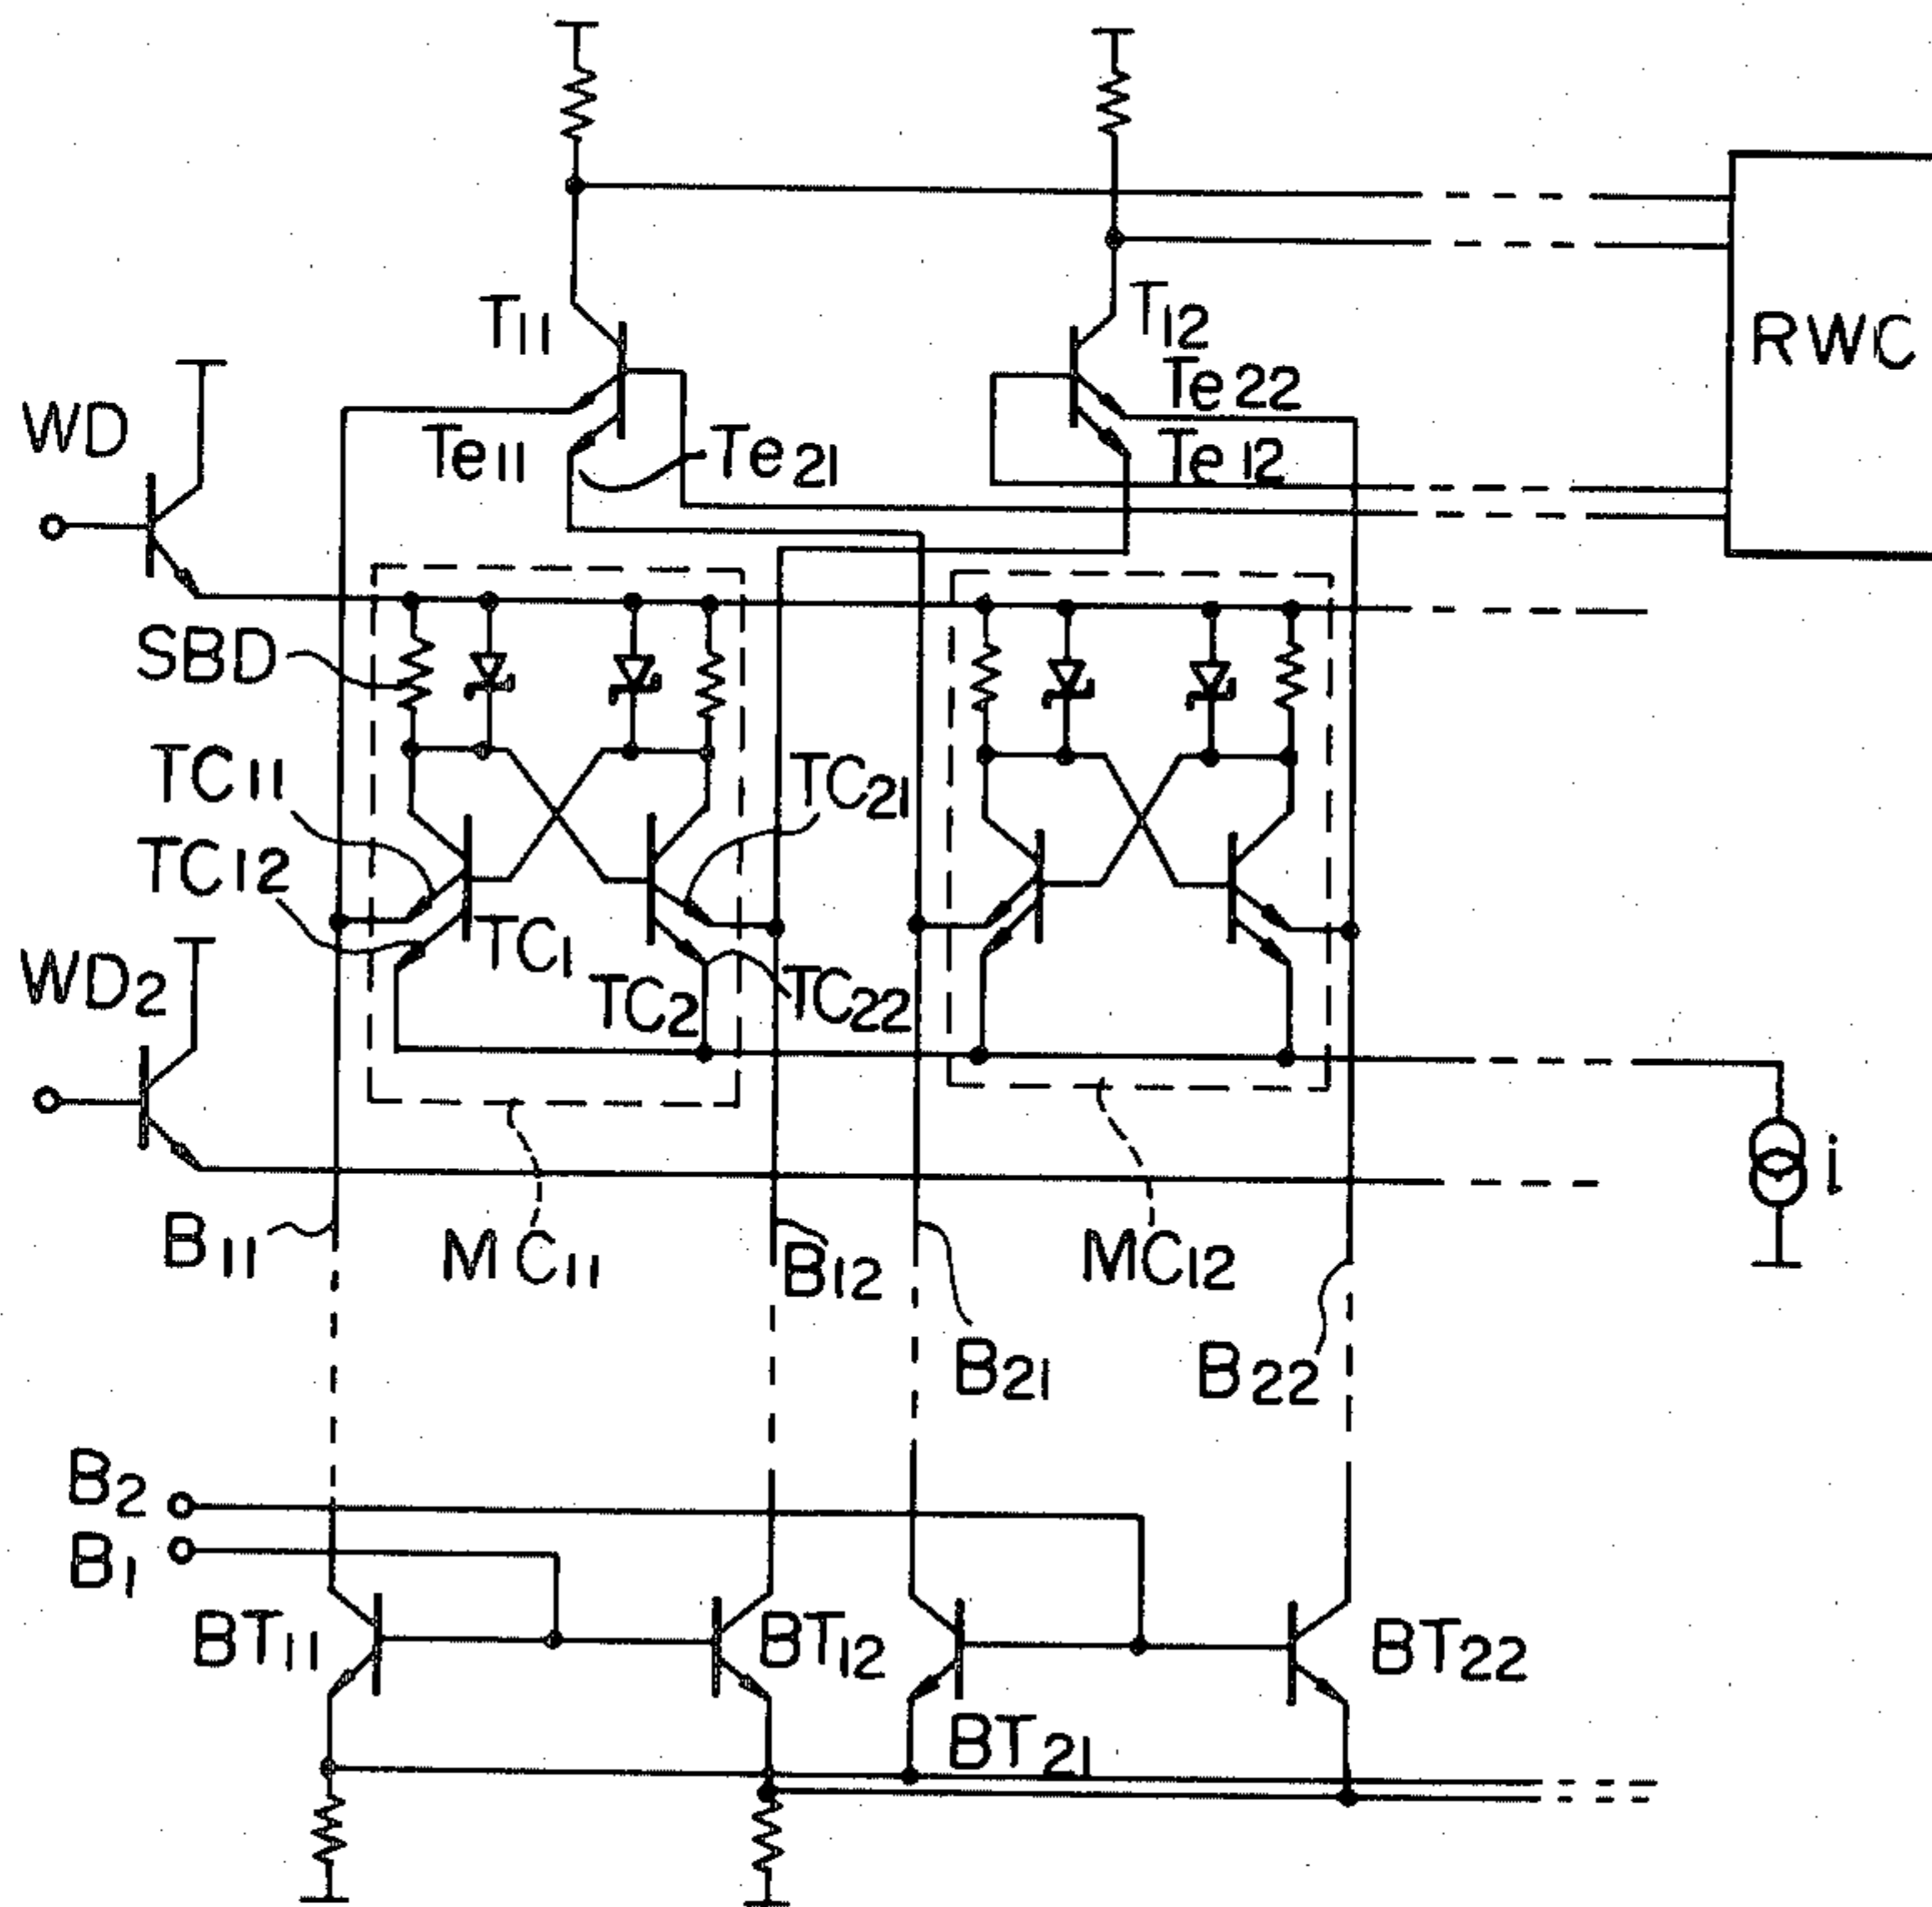 T11
T12
RWC
Te22
WD
Te11
Te21
Te12
SBD
TC11
TC21
TC12
TC1
WD2
TC2
TC22
i
B11
MC11
B12
MC12
B21
B22
B2
B1
BT11
BT12
BT22
BT21